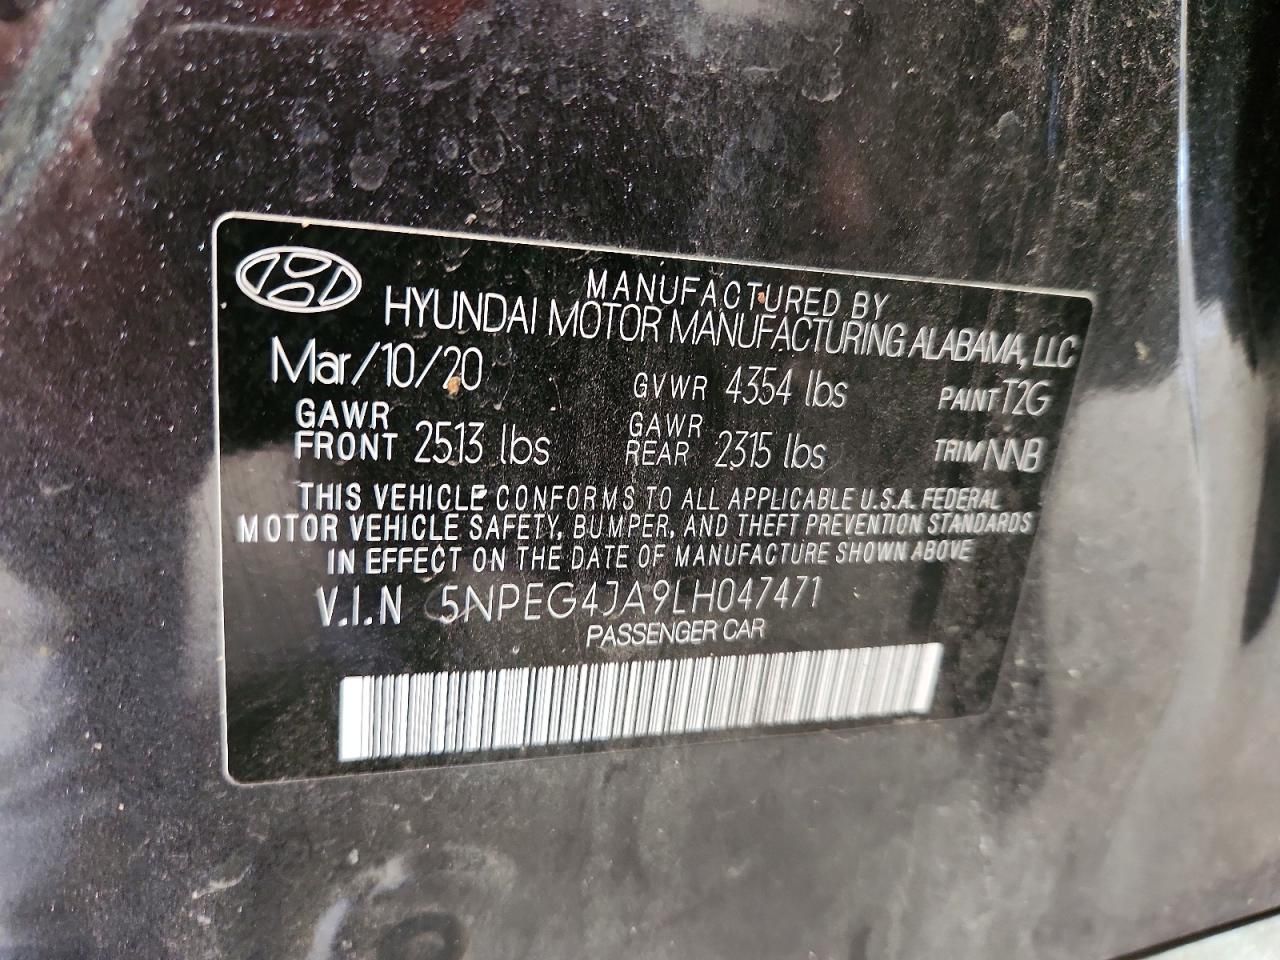 MANUFACTURED BY
HYUNDAI MOTOR MANUFACTURING ALABAMA, LLC
Mar/10/20 GVWR 4354 lbs PAINT T2G
GAWR FRONT 2513 lbs GAWR REAR 2315 lbs TRIM NNB
THIS VEHICLE CONFORMS TO ALL APPLICABLE U.S.A. FEDERAL
MOTOR VEHICLE SAFETY, BUMPER, AND THEFT PREVENTION STANDARDS
IN EFFECT ON THE DATE OF MANUFACTURE SHOWN ABOVE
V.I.N 5NPEG4JA9LH047471
PASSENGER CAR